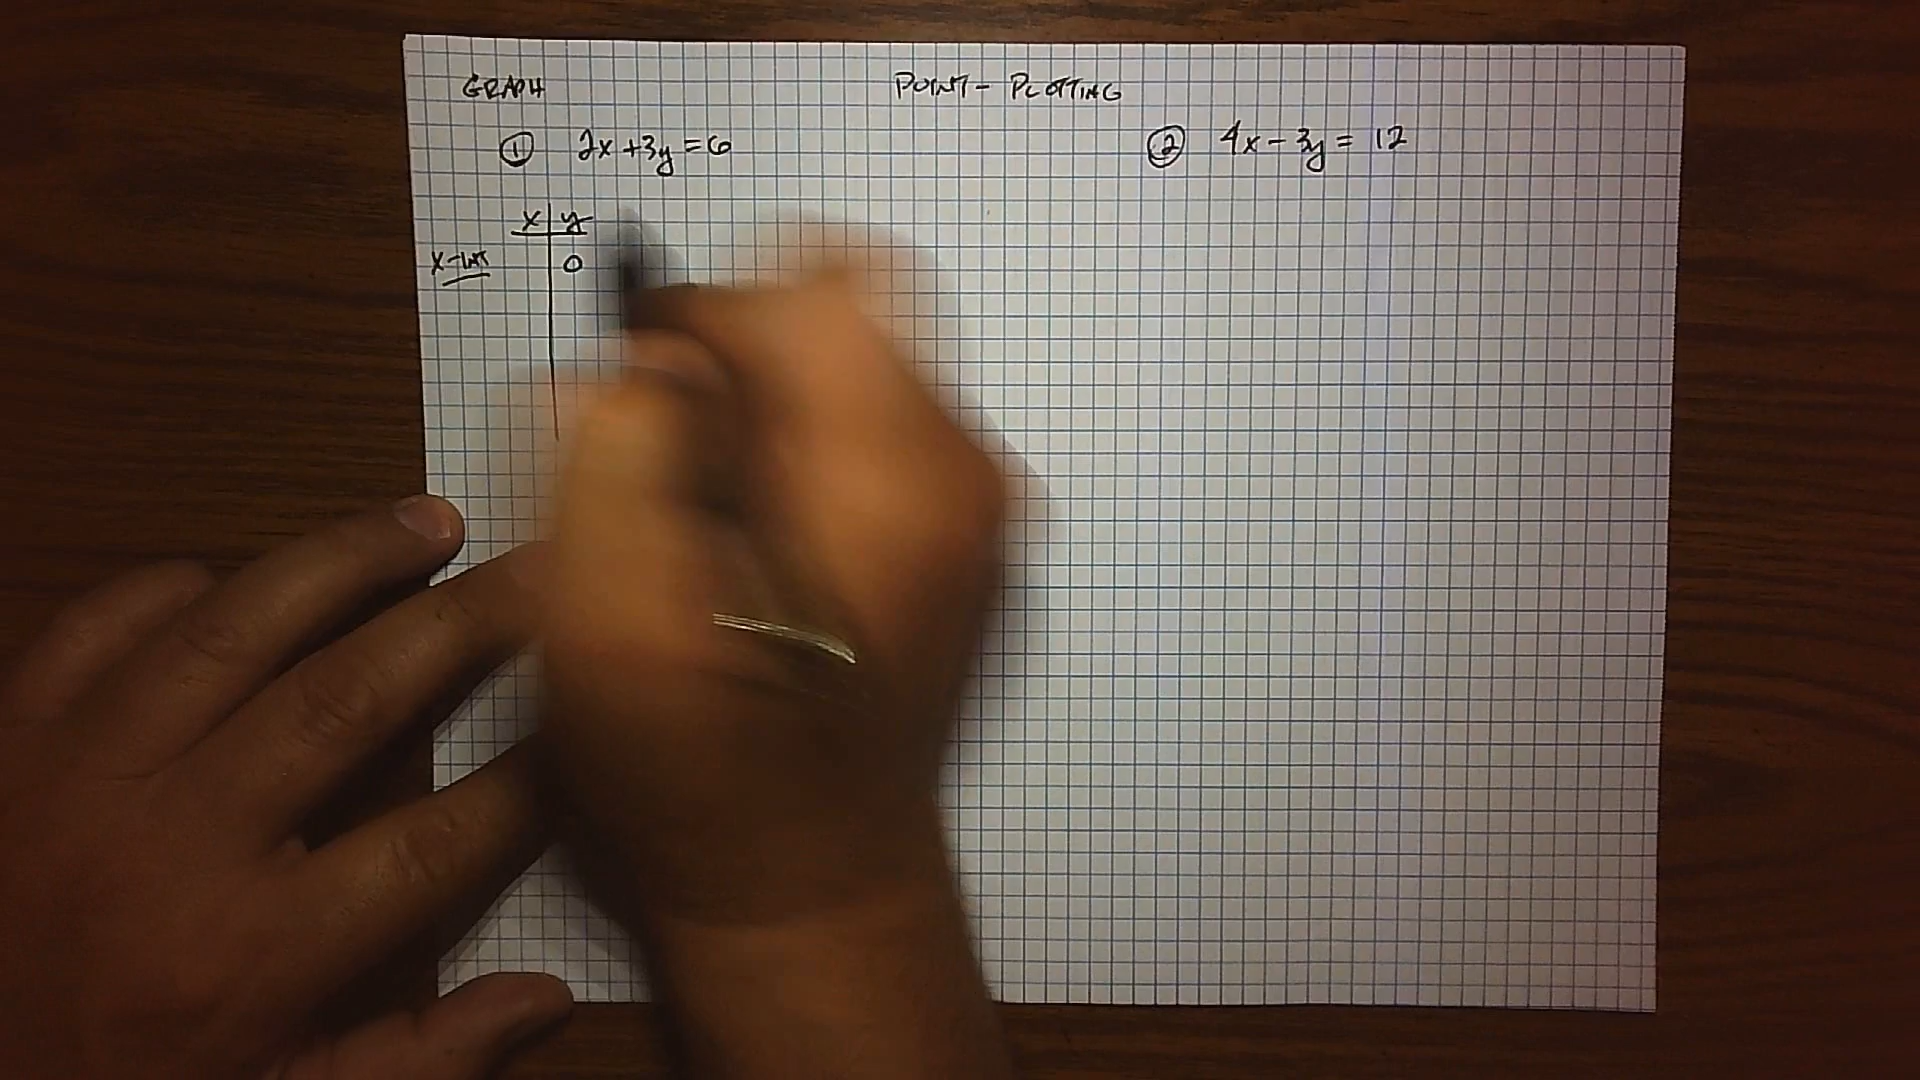 GRAPH
POINT - PLOTTING
① 2x + 3y = 6
② 4x - 3y = 12
x | y
x-INT | 0